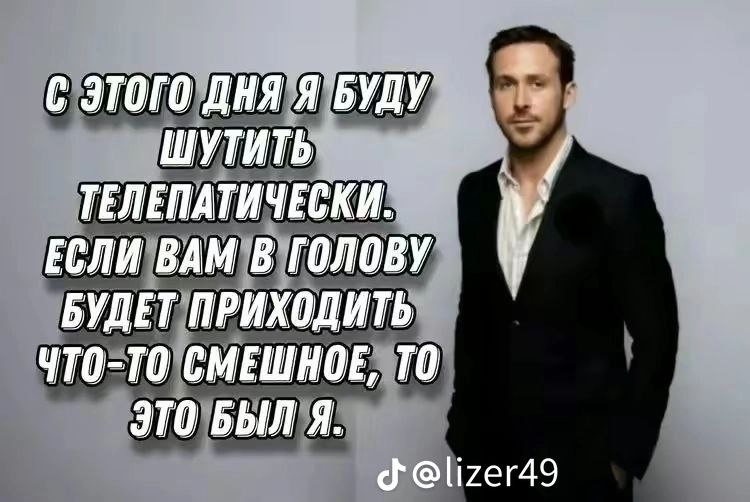 С ЭТОГО ДНЯ Я БУДУ
ШУТИТЬ
ТЕЛЕПАТИЧЕСКИ.
ЕСЛИ ВАМ В ГОЛОВУ
БУДЕТ ПРИХОДИТЬ
ЧТО-ТО СМЕШНОЕ, ТО
ЭТО БЫЛ Я.
@lizer49